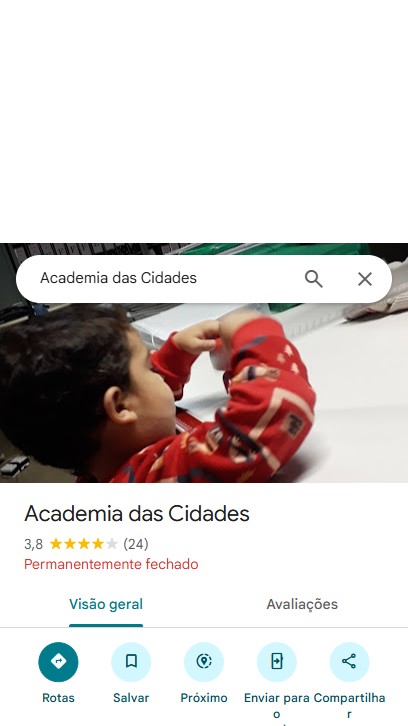 Academia das Cidades
Academia das Cidades
3,8 (24)
Permanentemente fechado
Visão geral Avaliações
Rotas Salvar Próximo Enviar para o Compartilhar